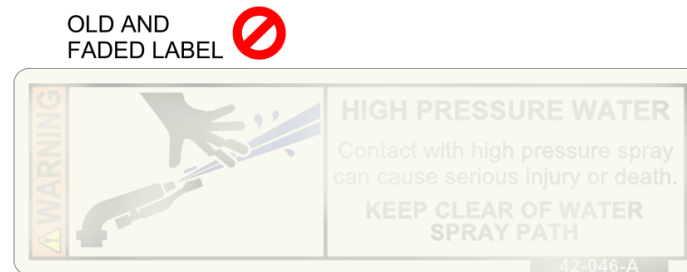 OLD AND
FADED LABEL
WARNING
HIGH PRESSURE WATER
Contact with high pressure spray
can cause serious injury or death.
KEEP CLEAR OF WATER
SPRAY PATH
42-046-A